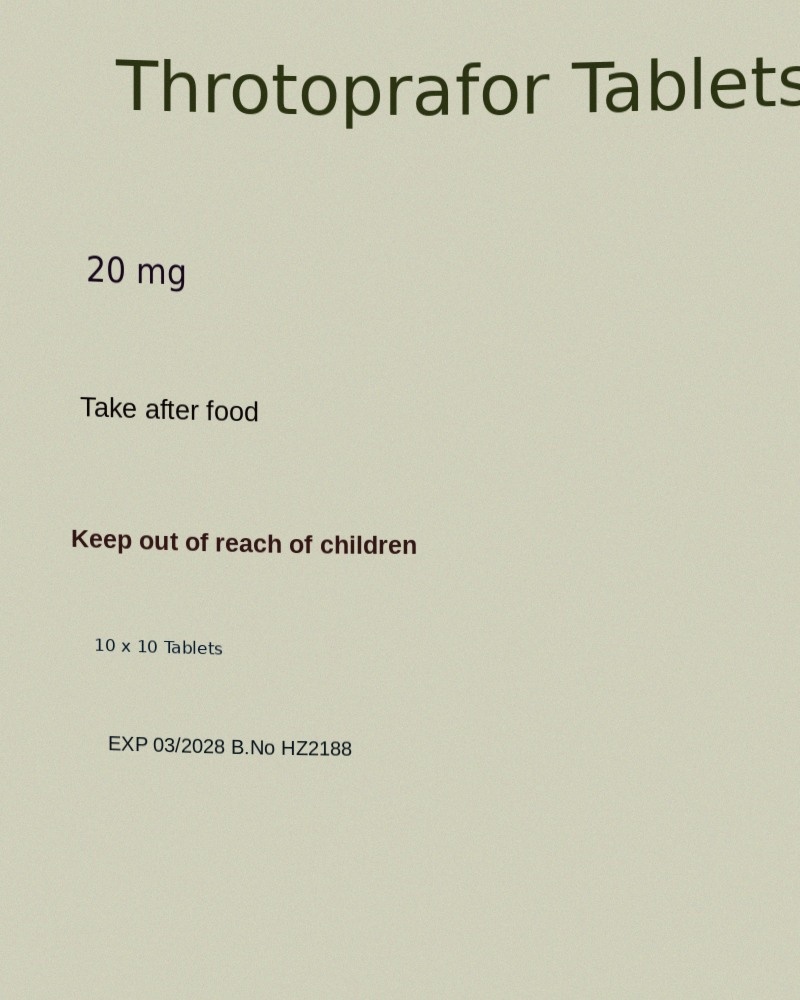 Throtoprafor Tablets
20 mg
Take after food
Keep out of reach of children
10 x 10 Tablets
EXP 03/2028 B.No HZ2188